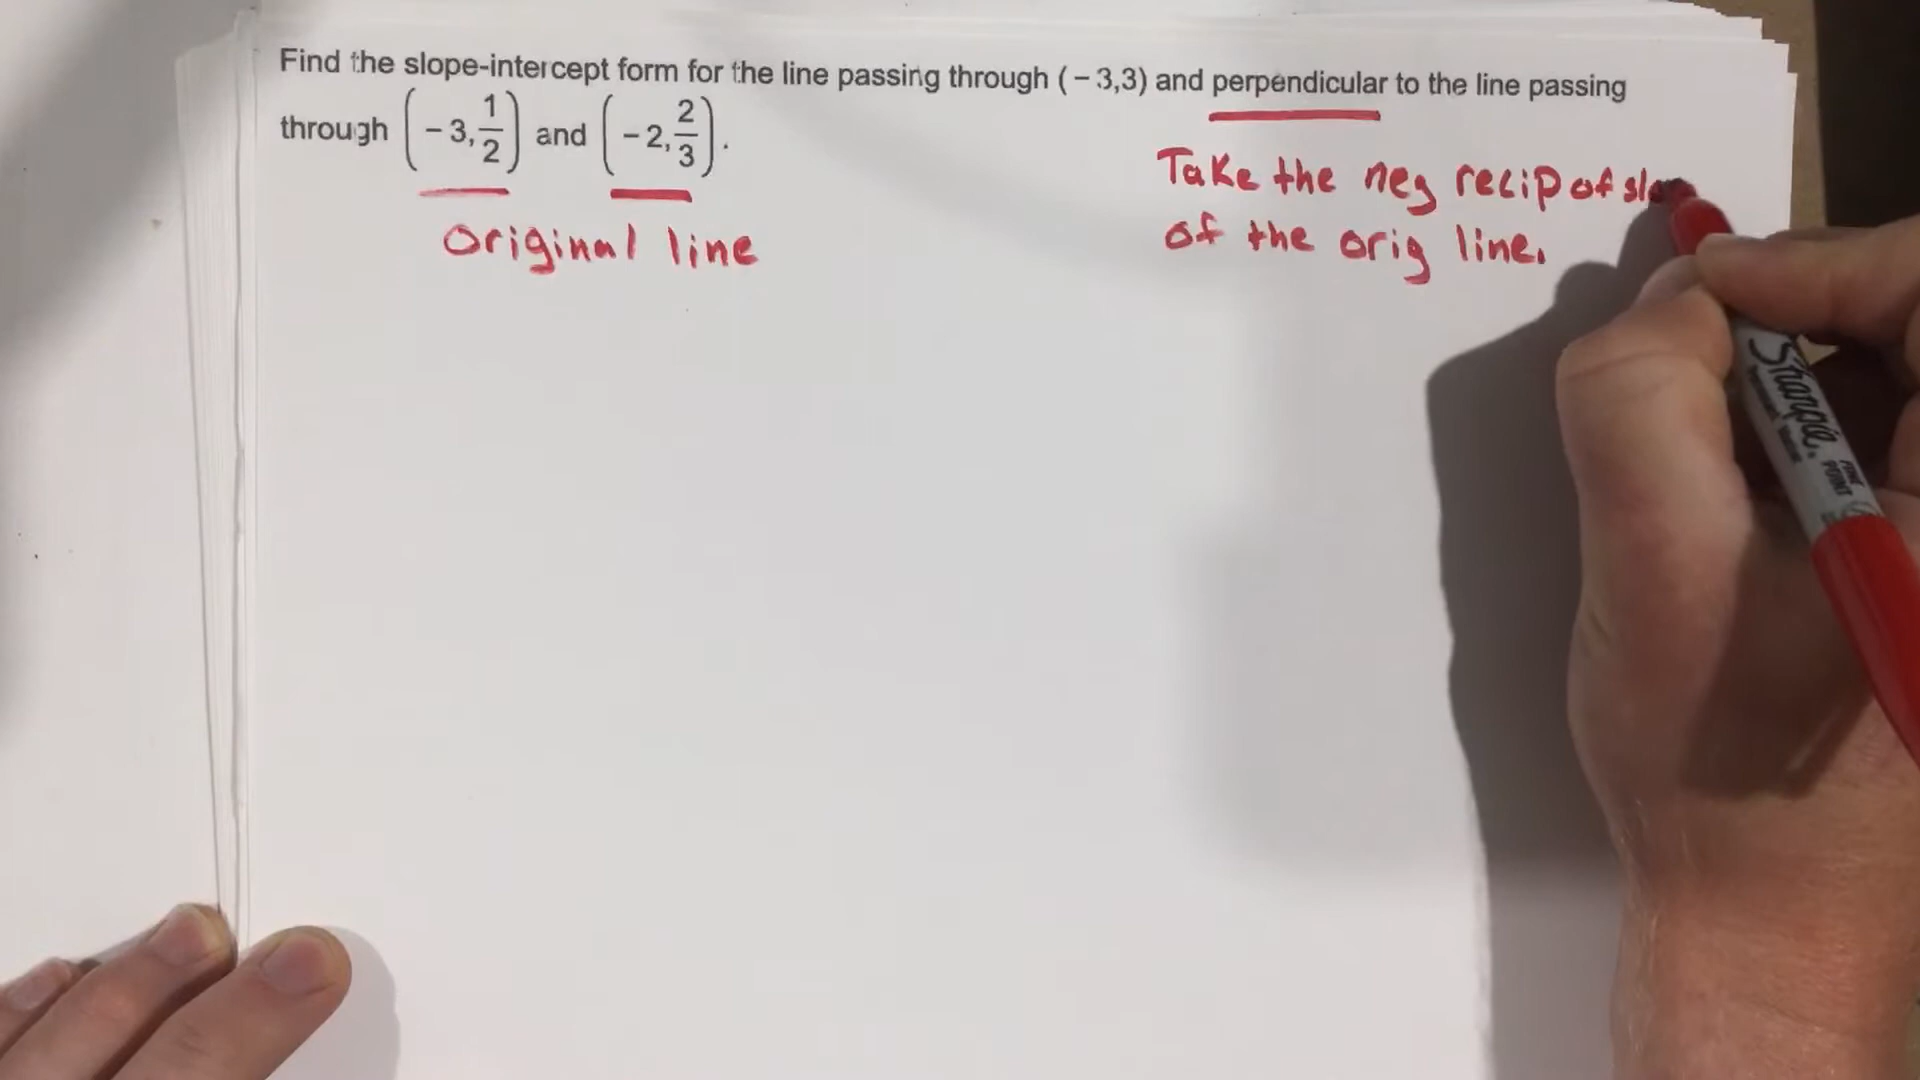 Find the slope-intercept form for the line passing through (−3,3) and perpendicular to the line passing
through (−3, 1/2) and (−2, 2/3).
Take the neg recip of
of the orig line.
original line
Sharpie.
FINE
POINT